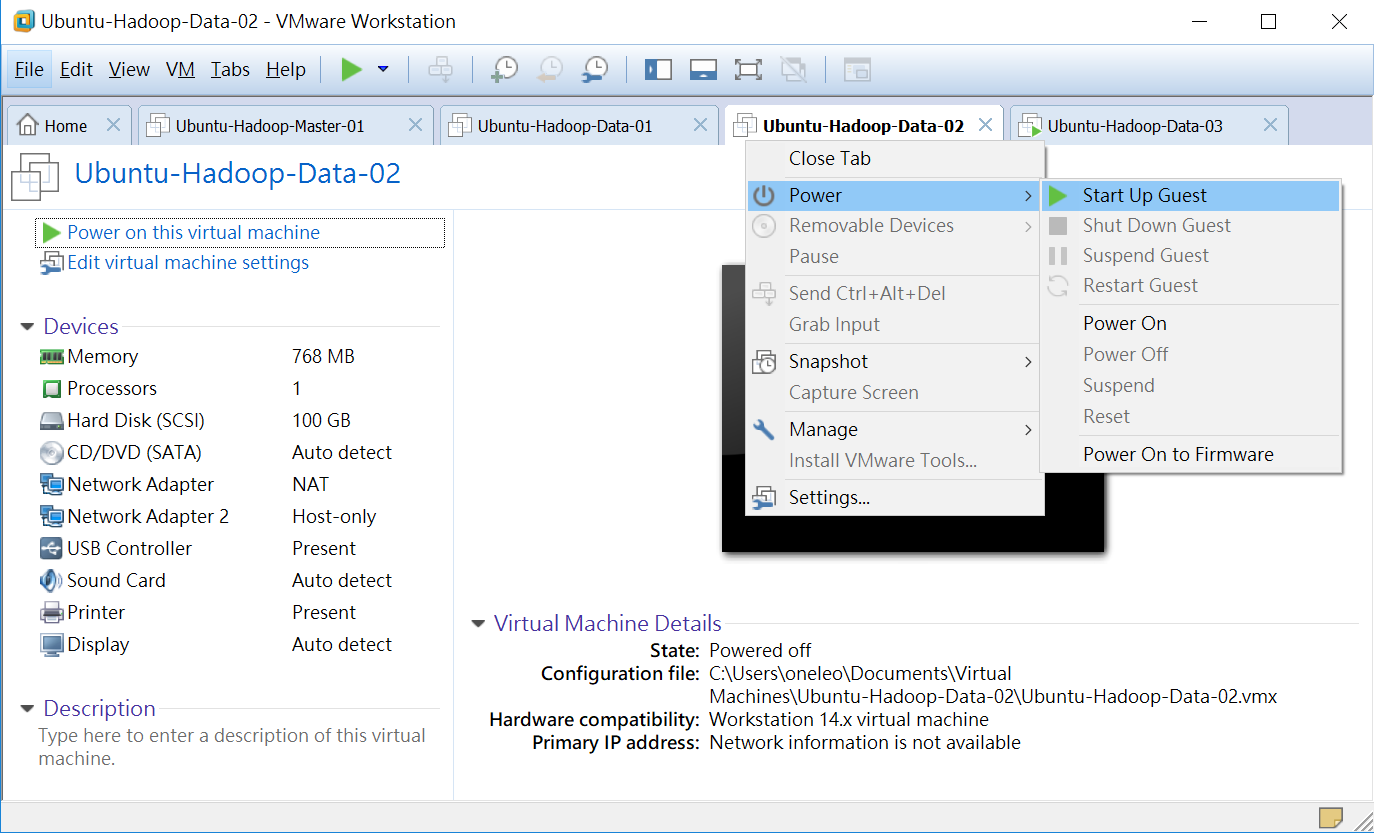 Ubuntu-Hadoop-Data-02 - VMware Workstation
File Edit View VM Tabs Help
Home Ubuntu-Hadoop-Master-01 Ubuntu-Hadoop-Data-01 Ubuntu-Hadoop-Data-02 Ubuntu-Hadoop-Data-03
Ubuntu-Hadoop-Data-02
Power on this virtual machine
Edit virtual machine settings
Devices
Memory 768 MB
Processors 1
Hard Disk (SCSI) 100 GB
CD/DVD (SATA) Auto detect
Network Adapter NAT
Network Adapter 2 Host-only
USB Controller Present
Sound Card Auto detect
Printer Present
Display Auto detect
Description
Type here to enter a description of this virtual
machine.
Close Tab
Power
Removable Devices
Pause
Send Ctrl+Alt+Del
Grab Input
Snapshot
Capture Screen
Manage
Install VMware Tools...
Settings...
Start Up Guest
Shut Down Guest
Suspend Guest
Restart Guest
Power On
Power Off
Suspend
Reset
Power On to Firmware
Virtual Machine Details
State: Powered off
Configuration file: C:\Users\oneleo\Documents\Virtual
Machines\Ubuntu-Hadoop-Data-02\Ubuntu-Hadoop-Data-02.vmx
Hardware compatibility: Workstation 14.x virtual machine
Primary IP address: Network information is not available